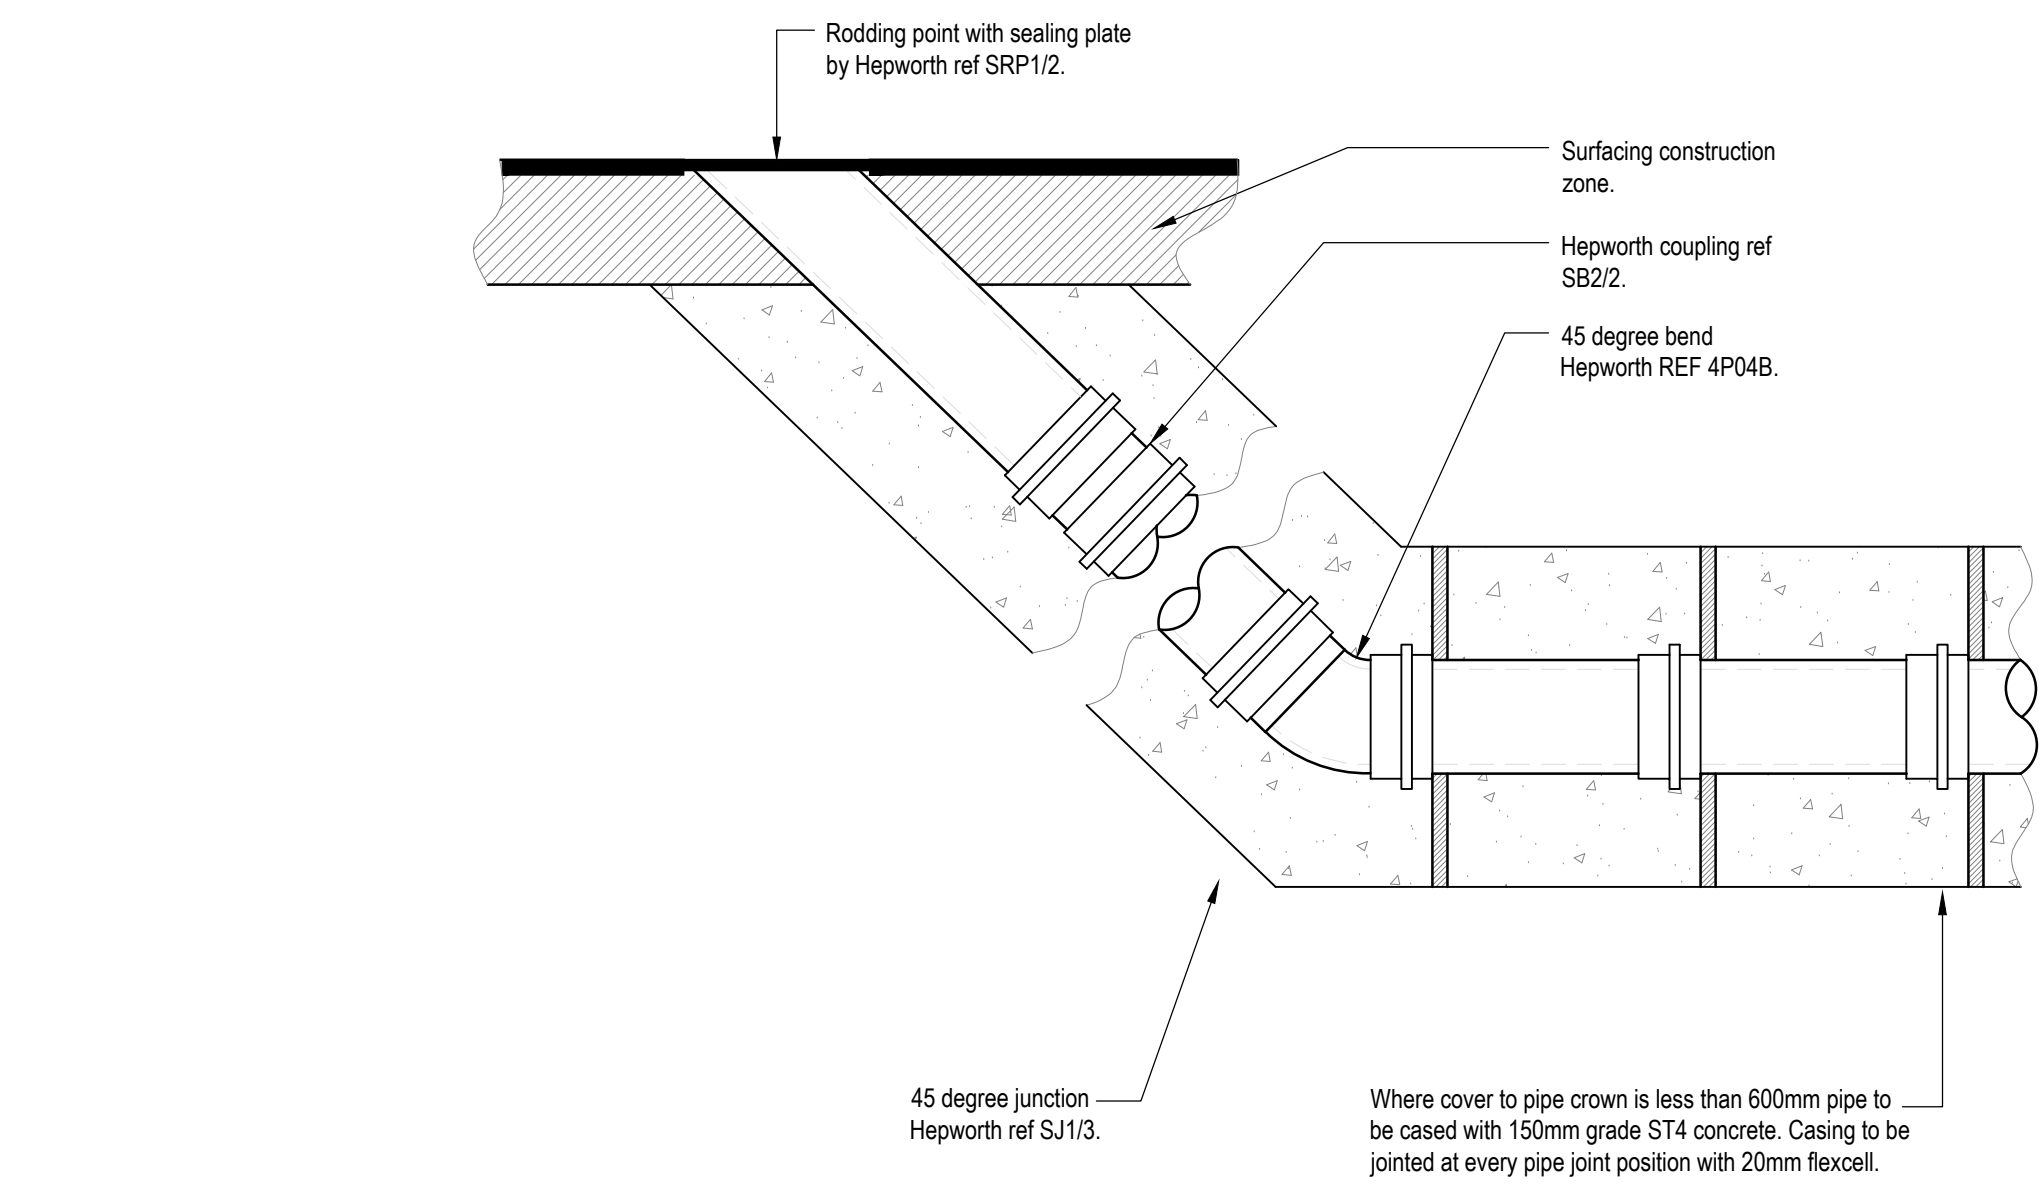 Rodding point with sealing plate
by Hepworth ref SRP1/2.
Surfacing construction
zone.
Hepworth coupling ref
SB2/2.
45 degree bend
Hepworth REF 4P04B.
45 degree junction
Hepworth ref SJ1/3.
Where cover to pipe crown is less than 600mm pipe to
be cased with 150mm grade ST4 concrete. Casing to be
jointed at every pipe joint position with 20mm flexcell.